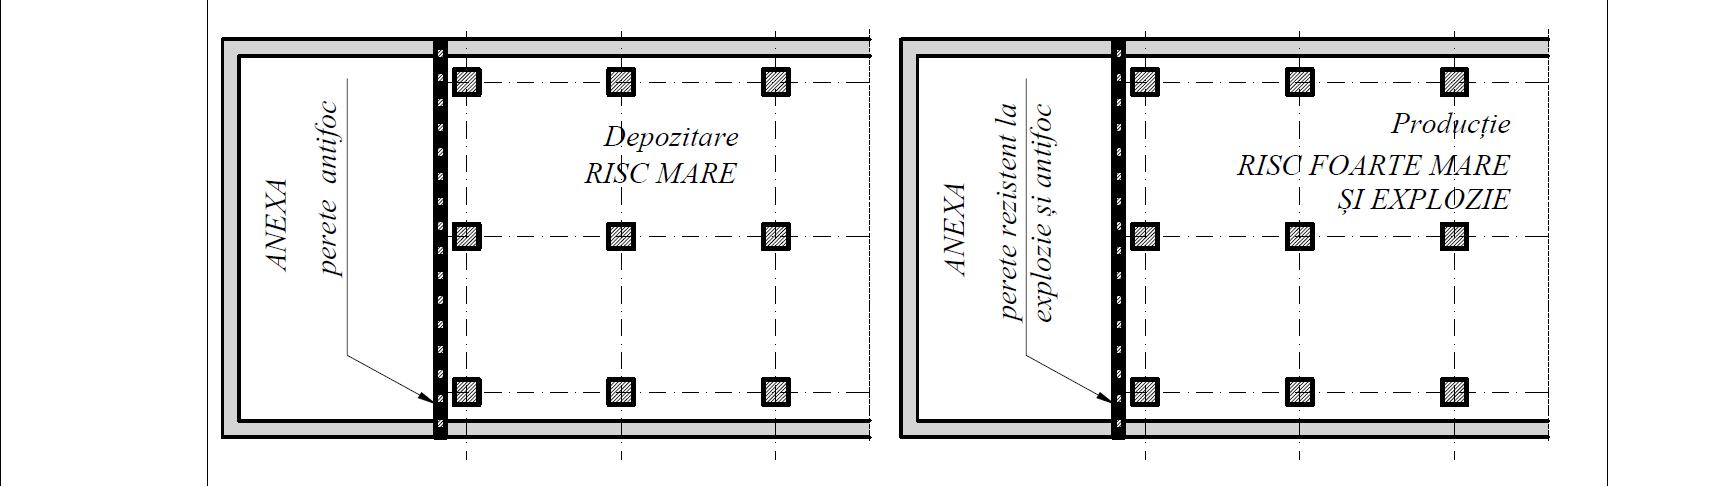 ANEXA
perete antifoc
Depozitare
RISC MARE
ANEXA
perete rezistent la
explozie și antifoc
Producție
RISC FOARTE MARE
ȘI EXPLOZIE